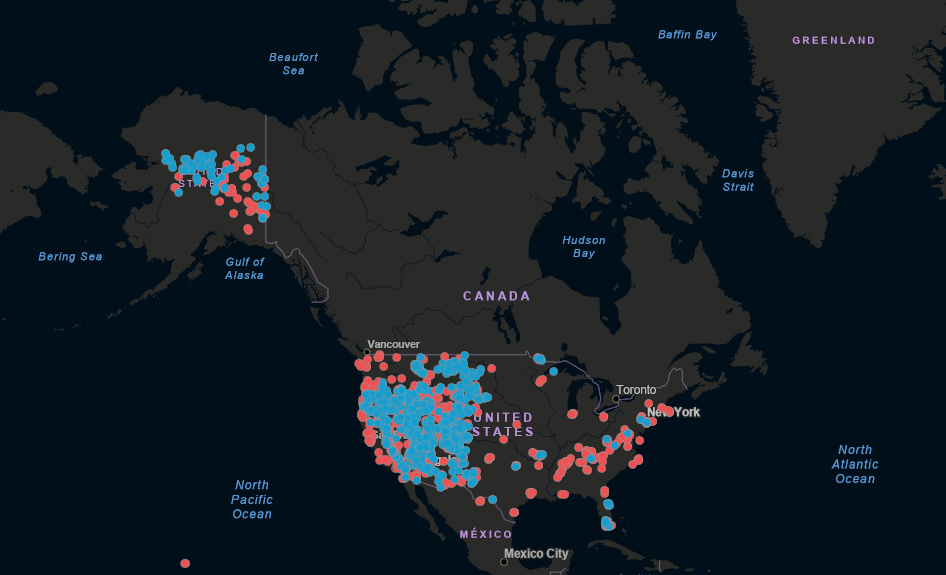 Baffin Bay
GREENLAND
Beaufort
Sea
Davis
Strait
Hudson
Bay
Bering Sea
Gulf of
Alaska
CANADA
Vancouver
Toronto
New York
UNITED
STATES
North
Atlantic
Ocean
North
Pacific
Ocean
MÉXICO
Mexico City